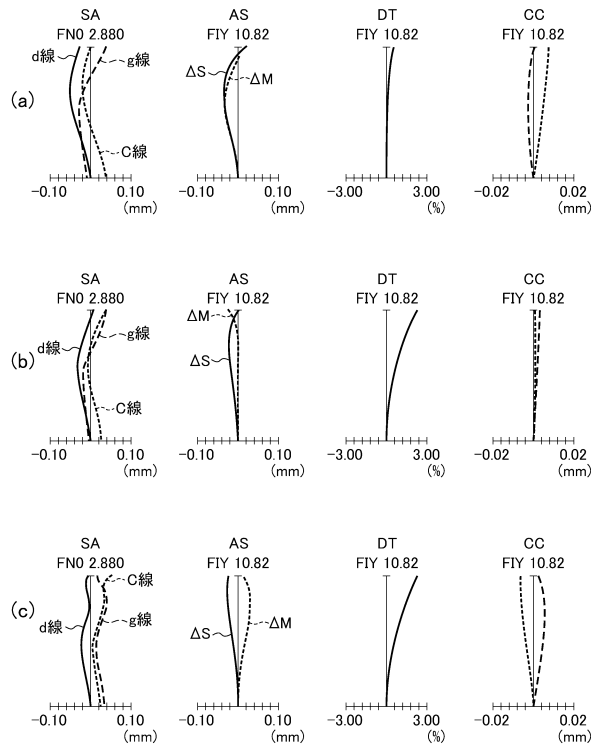 SA AS DT CC
FNO 2.880 FIY 10.82 FIY 10.82 FIY 10.82
d線 g線 ΔS ΔM
(a)
C線
-0.10 0.10 -0.10 0.10 -3.00 3.00 -0.02 0.02
(mm) (mm) (%) (mm)
SA AS DT CC
FNO 2.880 FIY 10.82 FIY 10.82 FIY 10.82
ΔM
g線
(b) d線 ΔS
C線
-0.10 0.10 -0.10 0.10 -3.00 3.00 -0.02 0.02
(mm) (mm) (%) (mm)
SA AS DT CC
FNO 2.880 FIY 10.82 FIY 10.82 FIY 10.82
C線
(c)
d線 g線 ΔS ΔM
-0.10 0.10 -0.10 0.10 -3.00 3.00 -0.02 0.02
(mm) (mm) (%) (mm)